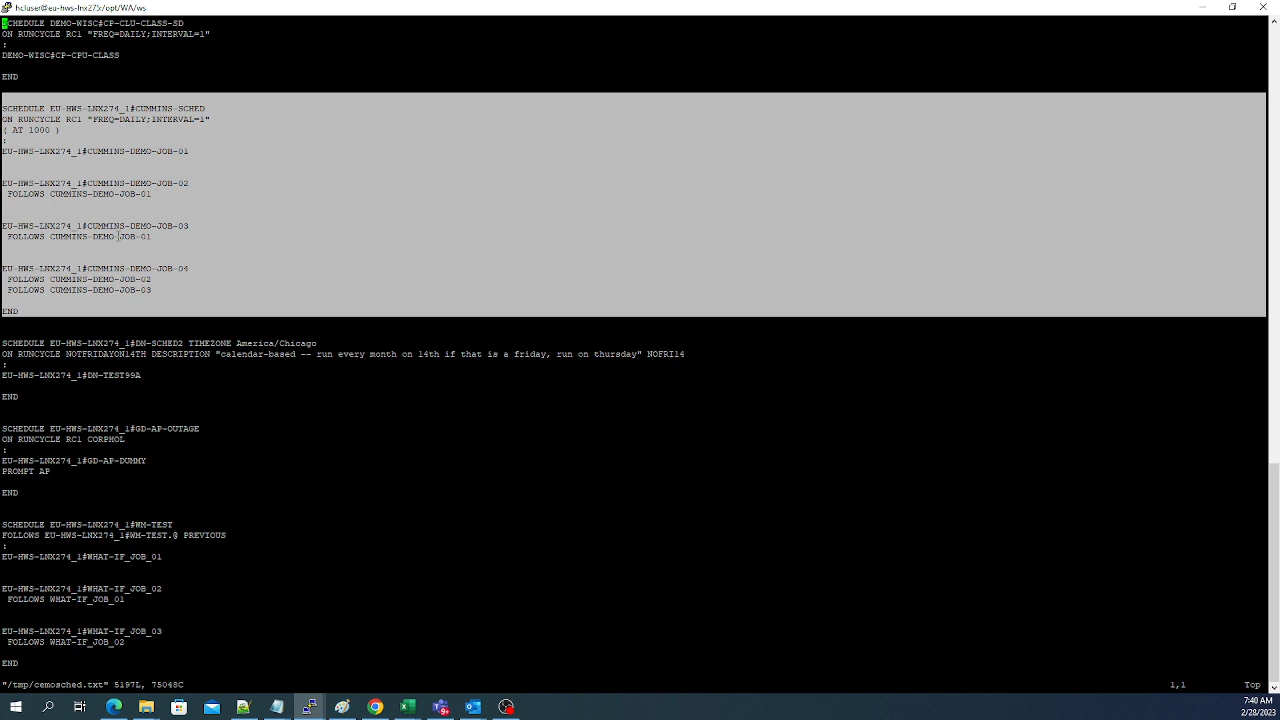 hcluser@eu-hws-lnx275:/opt/WA/ws
SCHEDULE DEMO-WISC#CP-CLU-CLASS-SD
ON RUNCYCLE RC1 "FREQ=DAILY;INTERVAL=1"
:
DEMO-WISC#CP-CPU-CLASS
END
SCHEDULE EU-HWS-LNX274_1#CUMMINS-SCHED
ON RUNCYCLE RC1 "FREQ=DAILY;INTERVAL=1"
( AT 1000 )
:
EU-HWS-LNX274_1#CUMMINS-DEMO-JOB-01
EU-HWS-LNX274_1#CUMMINS-DEMO-JOB-02
FOLLOWS CUMMINS-DEMO-JOB-01
EU-HWS-LNX274_1#CUMMINS-DEMO-JOB-03
FOLLOWS CUMMINS-DEMO-JOB-01
EU-HWS-LNX274_1#CUMMINS-DEMO-JOB-04
FOLLOWS CUMMINS-DEMO-JOB-02
FOLLOWS CUMMINS-DEMO-JOB-03
END
SCHEDULE EU-HWS-LNX274_1#DN-SCHED2 TIMEZONE America/Chicago
ON RUNCYCLE NOTFRIDAYON14TH DESCRIPTION "calendar-based -- run every month on 14th if that is a friday, run on thursday" NOFRI14
:
EU-HWS-LNX274_1#DN-TEST99A
END
SCHEDULE EU-HWS-LNX274_1#GD-AP-OUTAGE
ON RUNCYCLE RC1 CORPHOL
:
EU-HWS-LNX274_1#GD-AP-DUMMY
PROMPT AP
END
SCHEDULE EU-HWS-LNX274_1#WM-TEST
FOLLOWS EU-HWS-LNX274_1#WM-TEST.@ PREVIOUS
:
EU-HWS-LNX274_1#WHAT-IF_JOB_01
EU-HWS-LNX274_1#WHAT-IF_JOB_02
FOLLOWS WHAT-IF_JOB_01
EU-HWS-LNX274_1#WHAT-IF_JOB_03
FOLLOWS WHAT-IF_JOB_02
END
"/tmp/cemosched.txt" 5197L, 75048C 1,1 Top
7:40 AM
2/28/2023